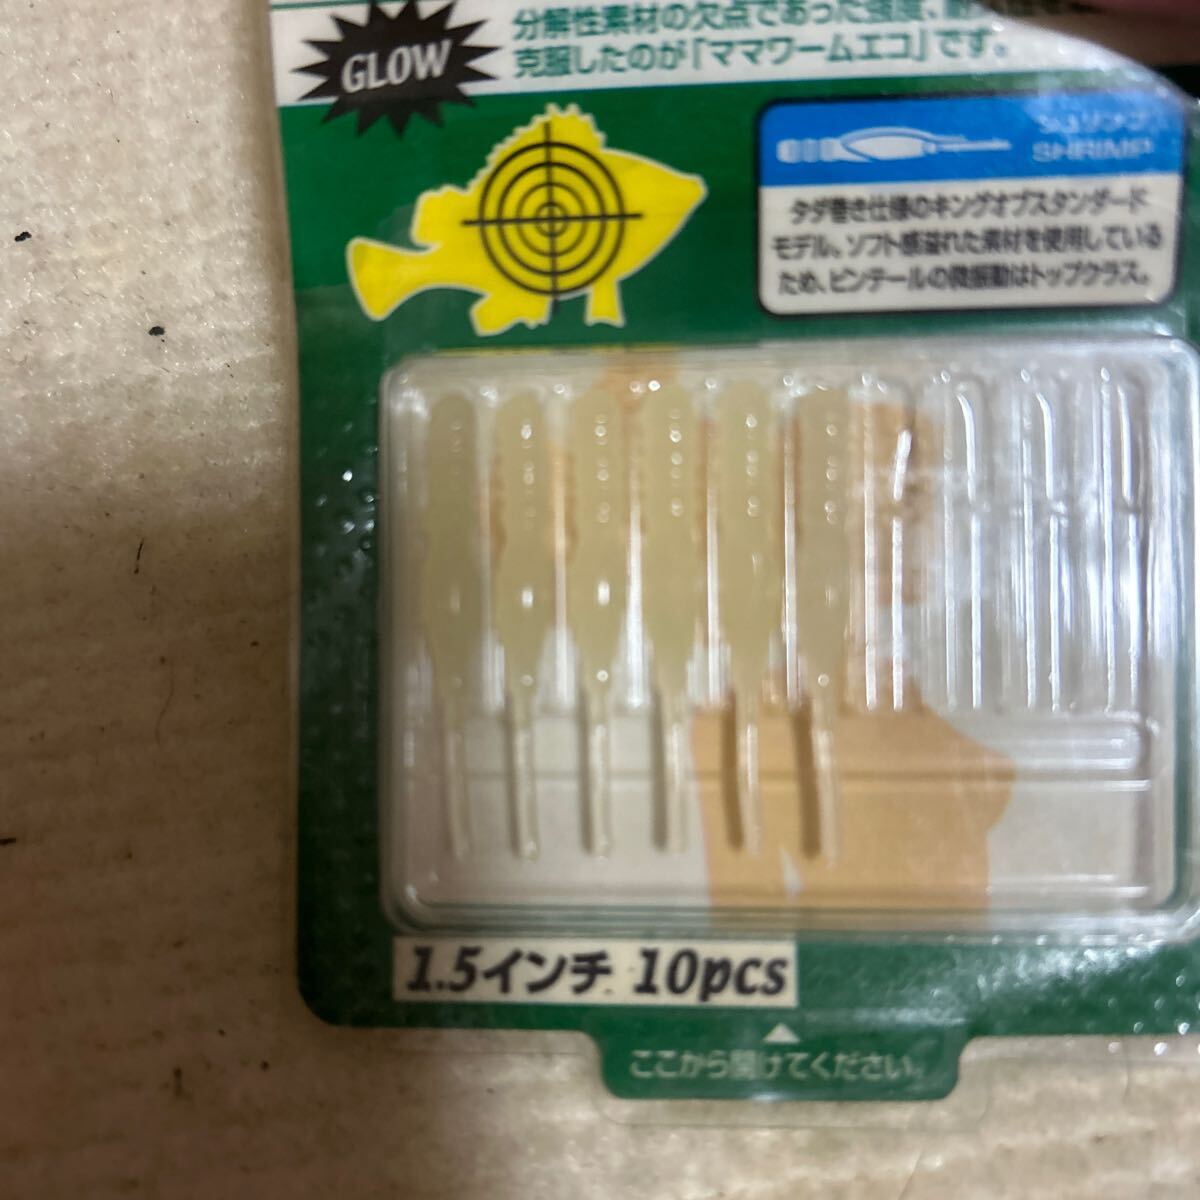 分解性素材の欠点であった強度、
克服したのが「ママワームエコ」です。
GLOW
シュリンプ
SHRIMP
タダ巻き仕様のキングオブスタンダード
モデル。ソフト感溢れた素材を使用している
ため、ピンテールの微振動はトップクラス。
1.5インチ 10pcs
ここから開けてください。